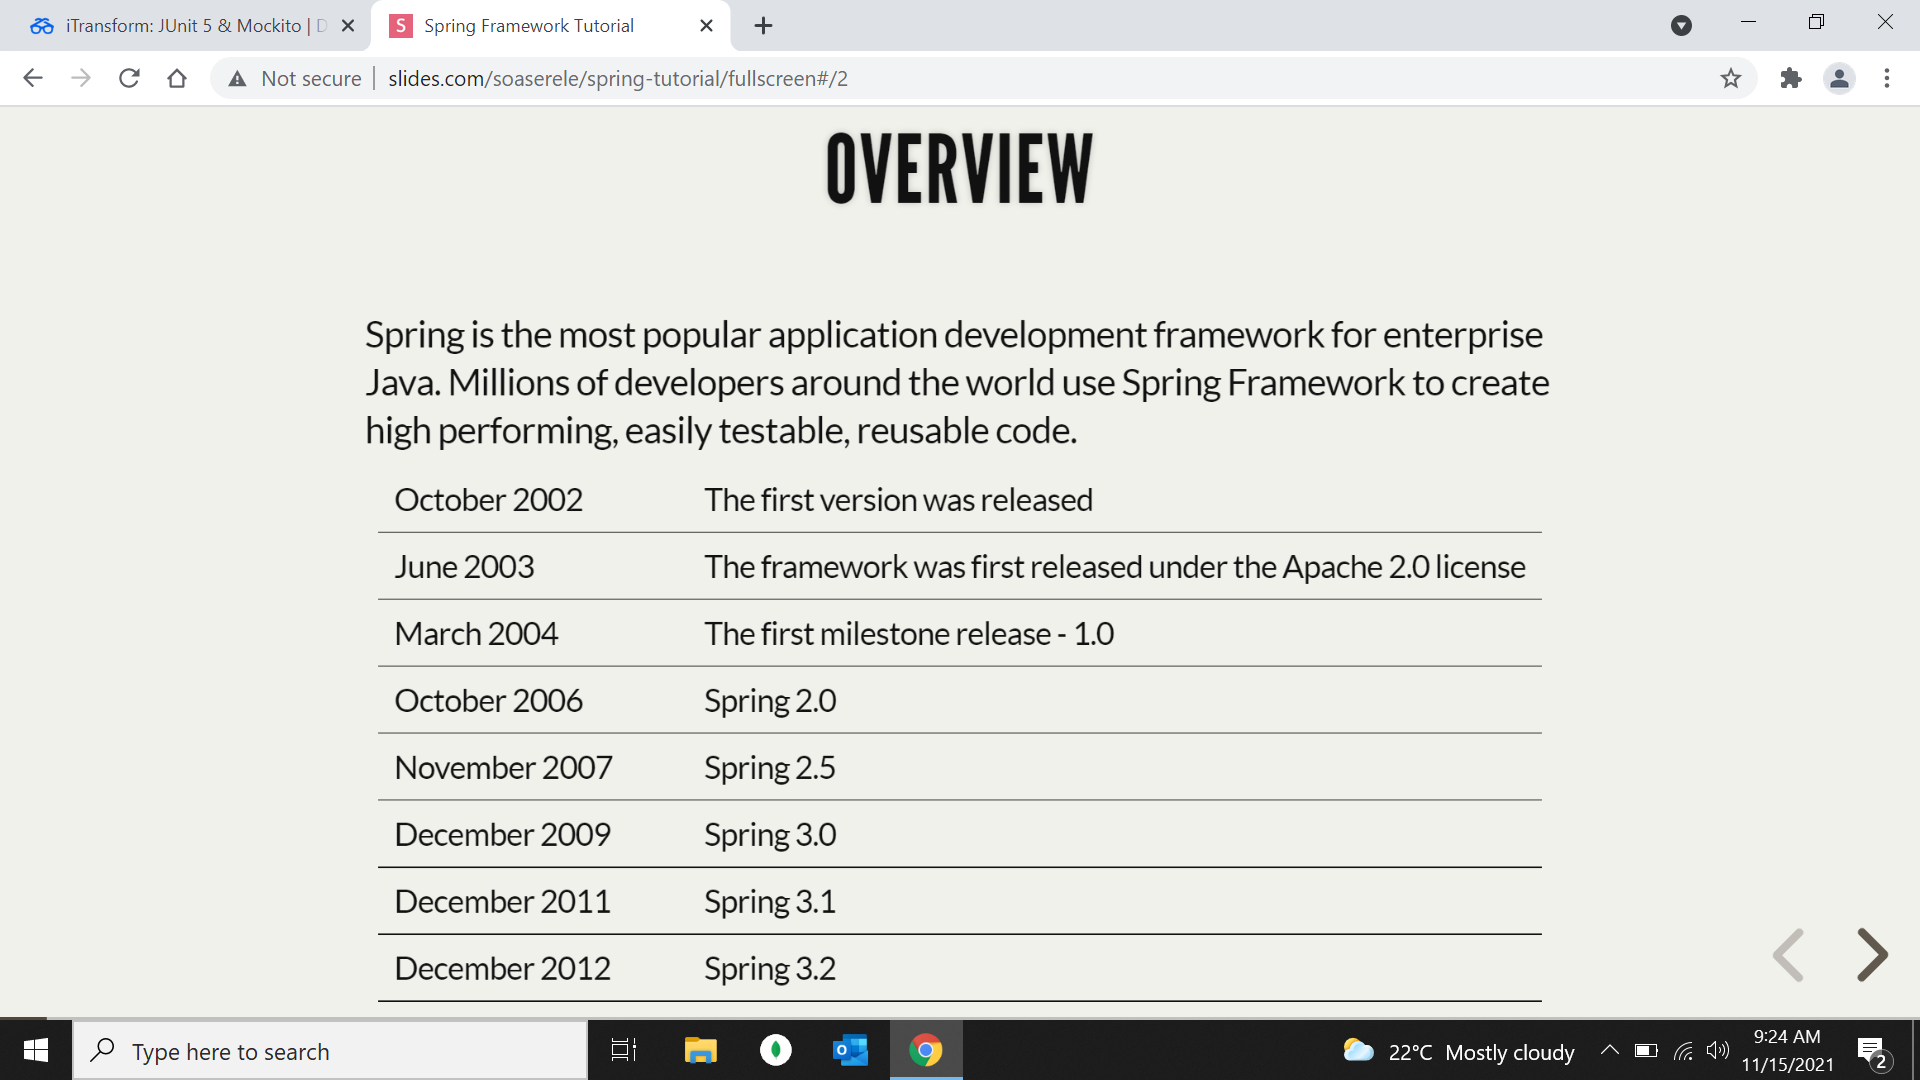 iTransform: JUnit 5 & Mockito | D
S Spring Framework Tutorial
Not secure slides.com/soaserele/spring-tutorial/fullscreen#/2
OVERVIEW
Spring is the most popular application development framework for enterprise
Java. Millions of developers around the world use Spring Framework to create
high performing, easily testable, reusable code.
October 2002 The first version was released
June 2003 The framework was first released under the Apache 2.0 license
March 2004 The first milestone release - 1.0
October 2006 Spring 2.0
November 2007 Spring 2.5
December 2009 Spring 3.0
December 2011 Spring 3.1
December 2012 Spring 3.2
Type here to search
22°C Mostly cloudy
9:24 AM
11/15/2021
2